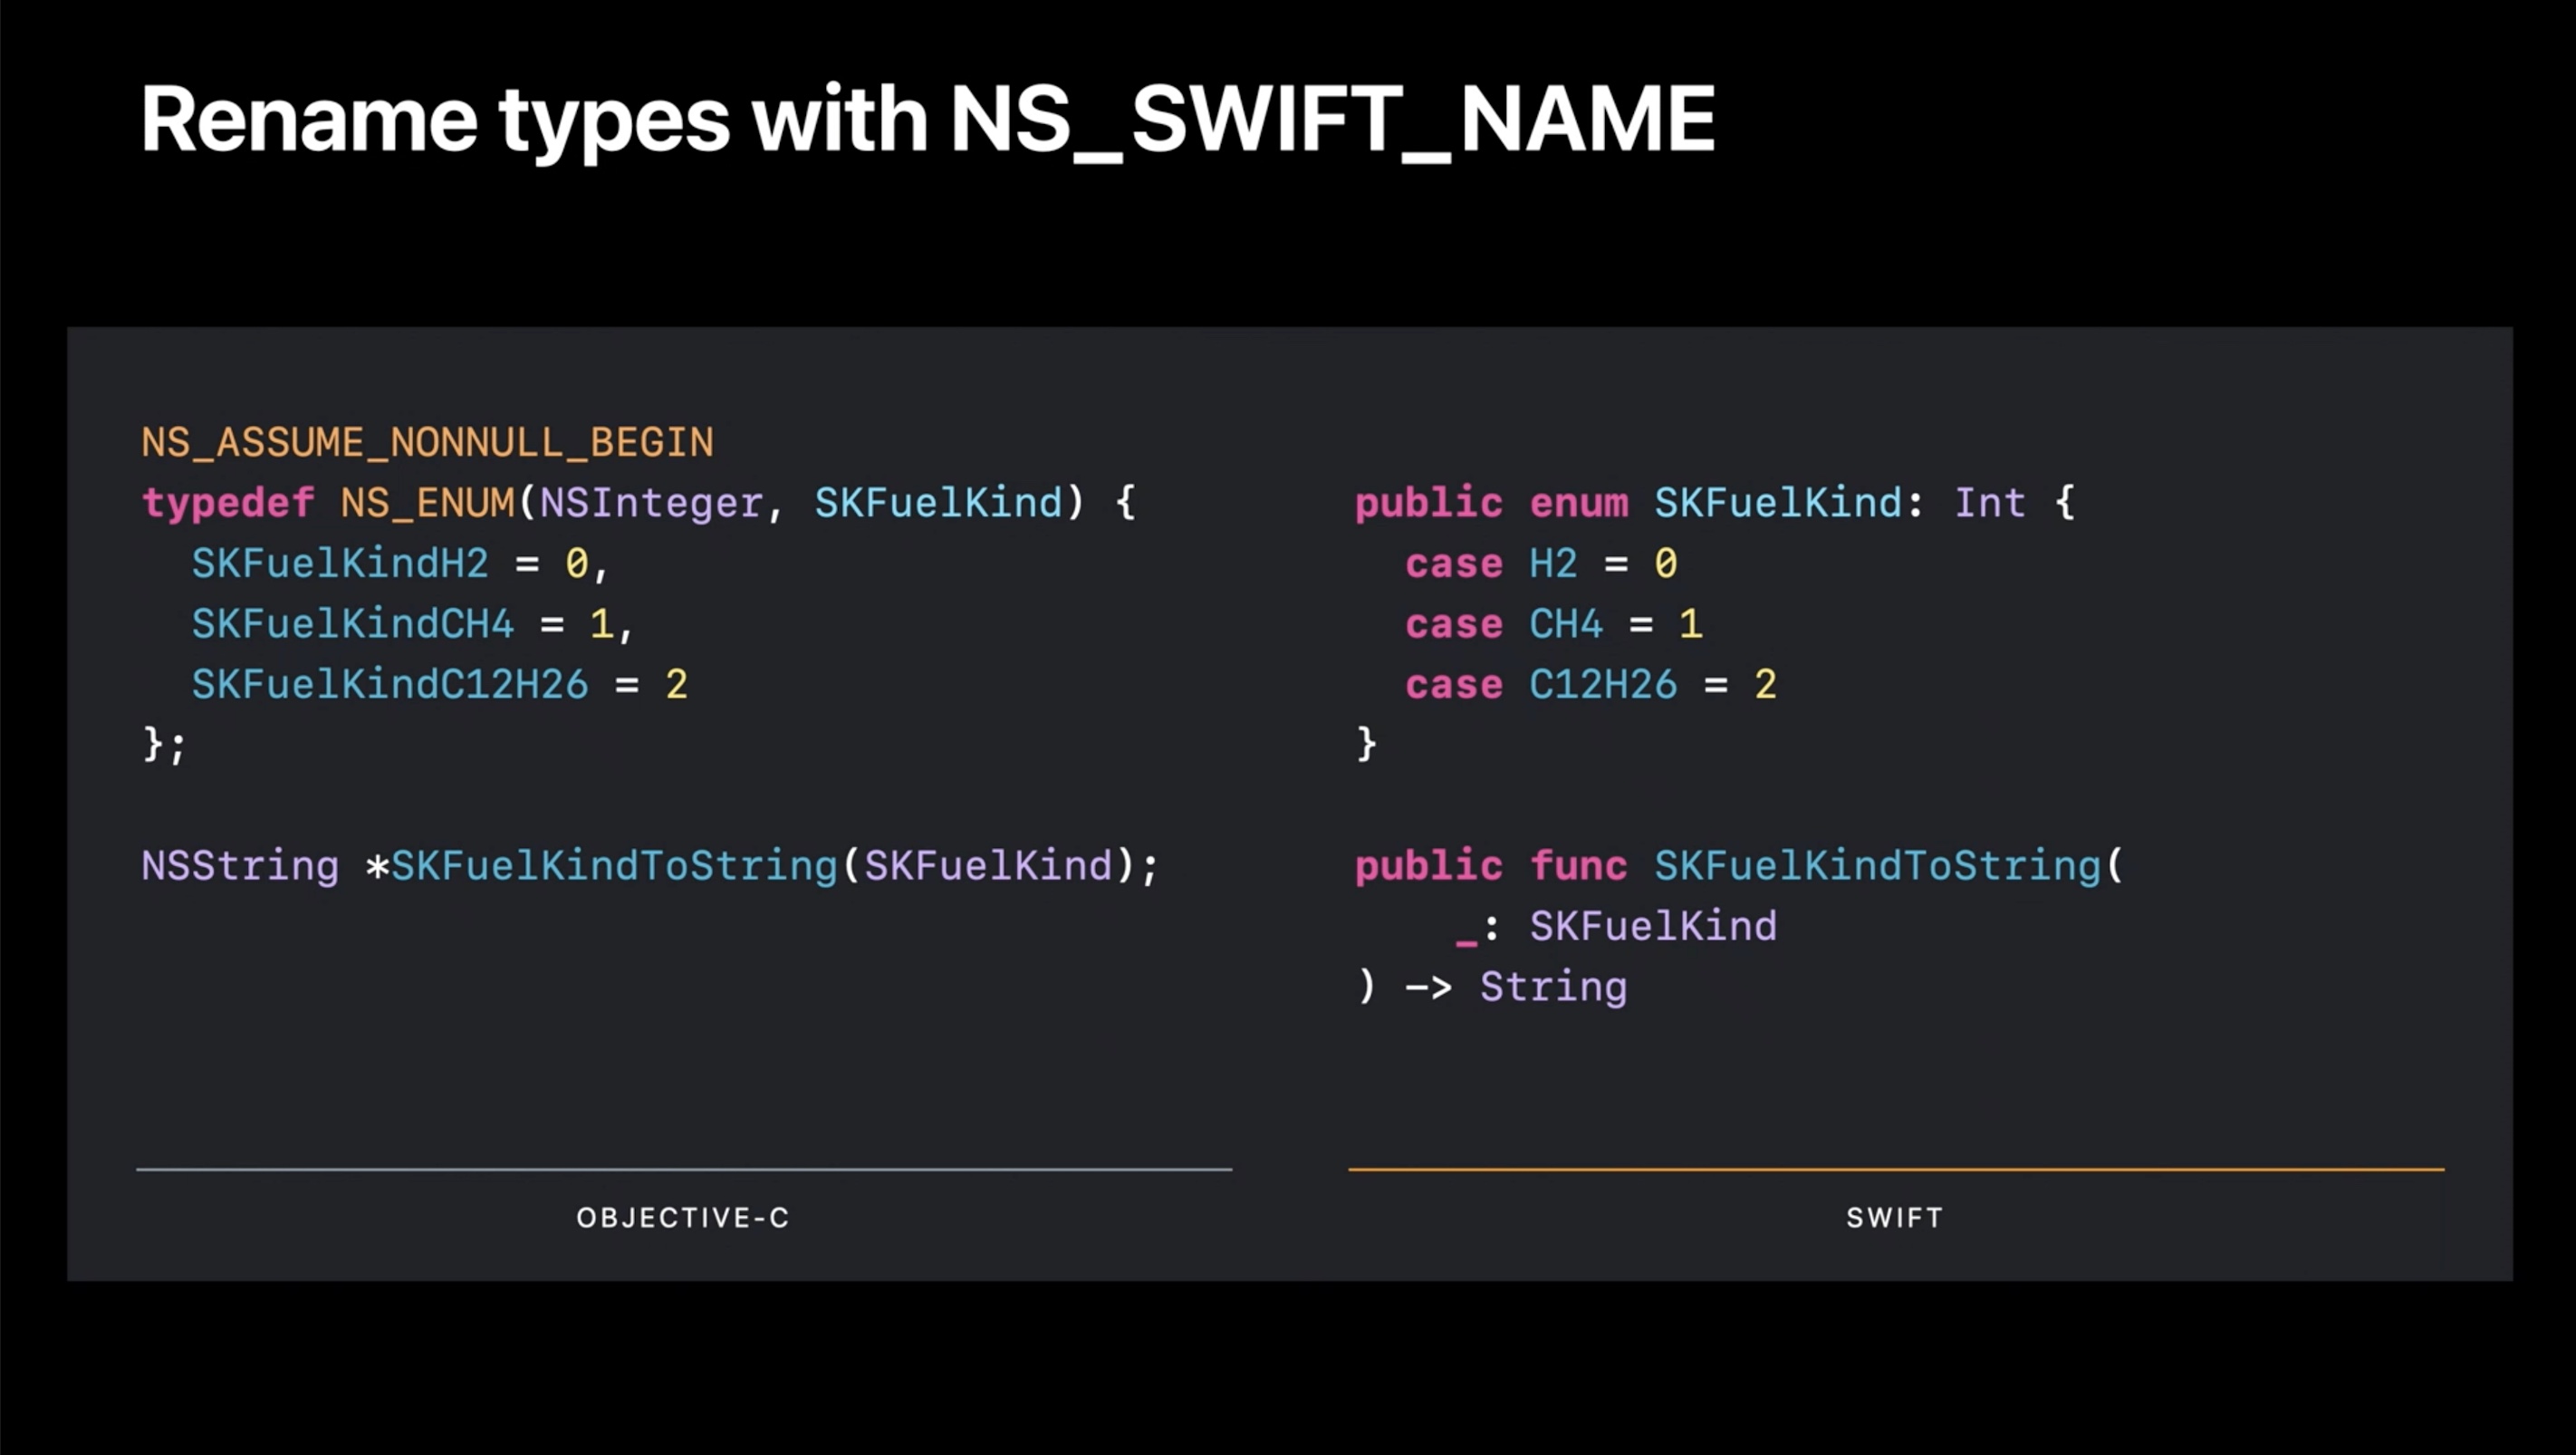 Rename types with NS_SWIFT_NAME
NS_ASSUME_NONNULL_BEGIN
typedef NS_ENUM(NSInteger, SKFuelKind) {
  SKFuelKindH2 = 0,
  SKFuelKindCH4 = 1,
  SKFuelKindC12H26 = 2
};
NSString *SKFuelKindToString(SKFuelKind);
OBJECTIVE-C
public enum SKFuelKind: Int {
  case H2 = 0
  case CH4 = 1
  case C12H26 = 2
}
public func SKFuelKindToString(
    _: SKFuelKind
) -> String
SWIFT